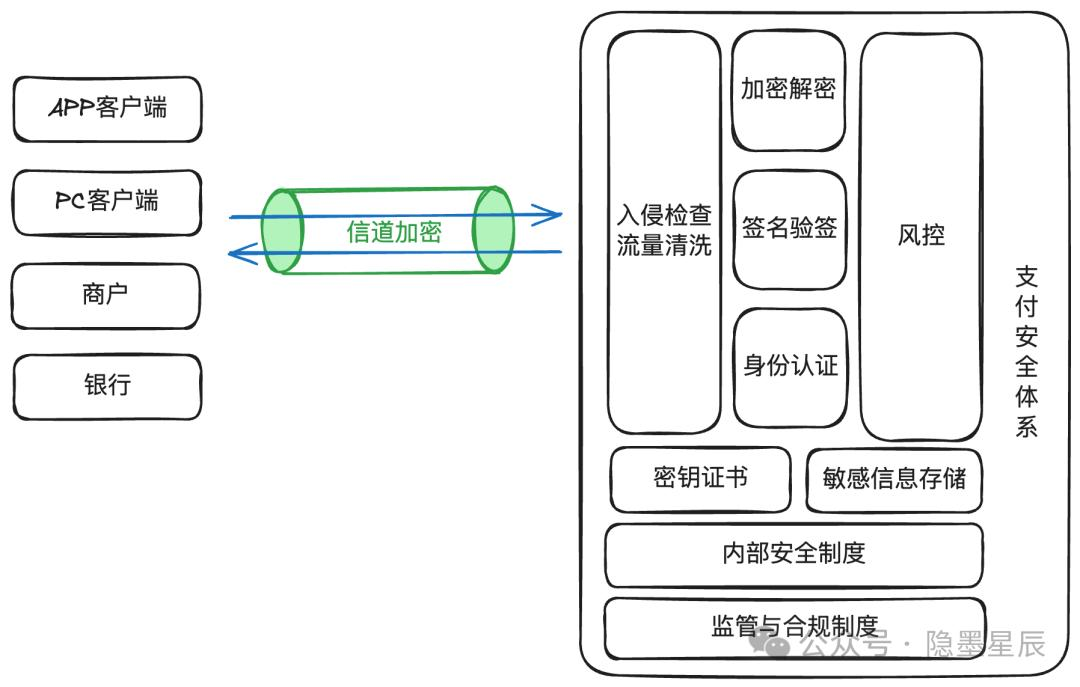 APP客户端
PC客户端
商户
银行
信道加密
入侵检查
流量清洗
加密解密
签名验签
身份认证
风控
支付安全体系
密钥证书
敏感信息存储
内部安全制度
监管与合规制度
公众号·隐墨星辰